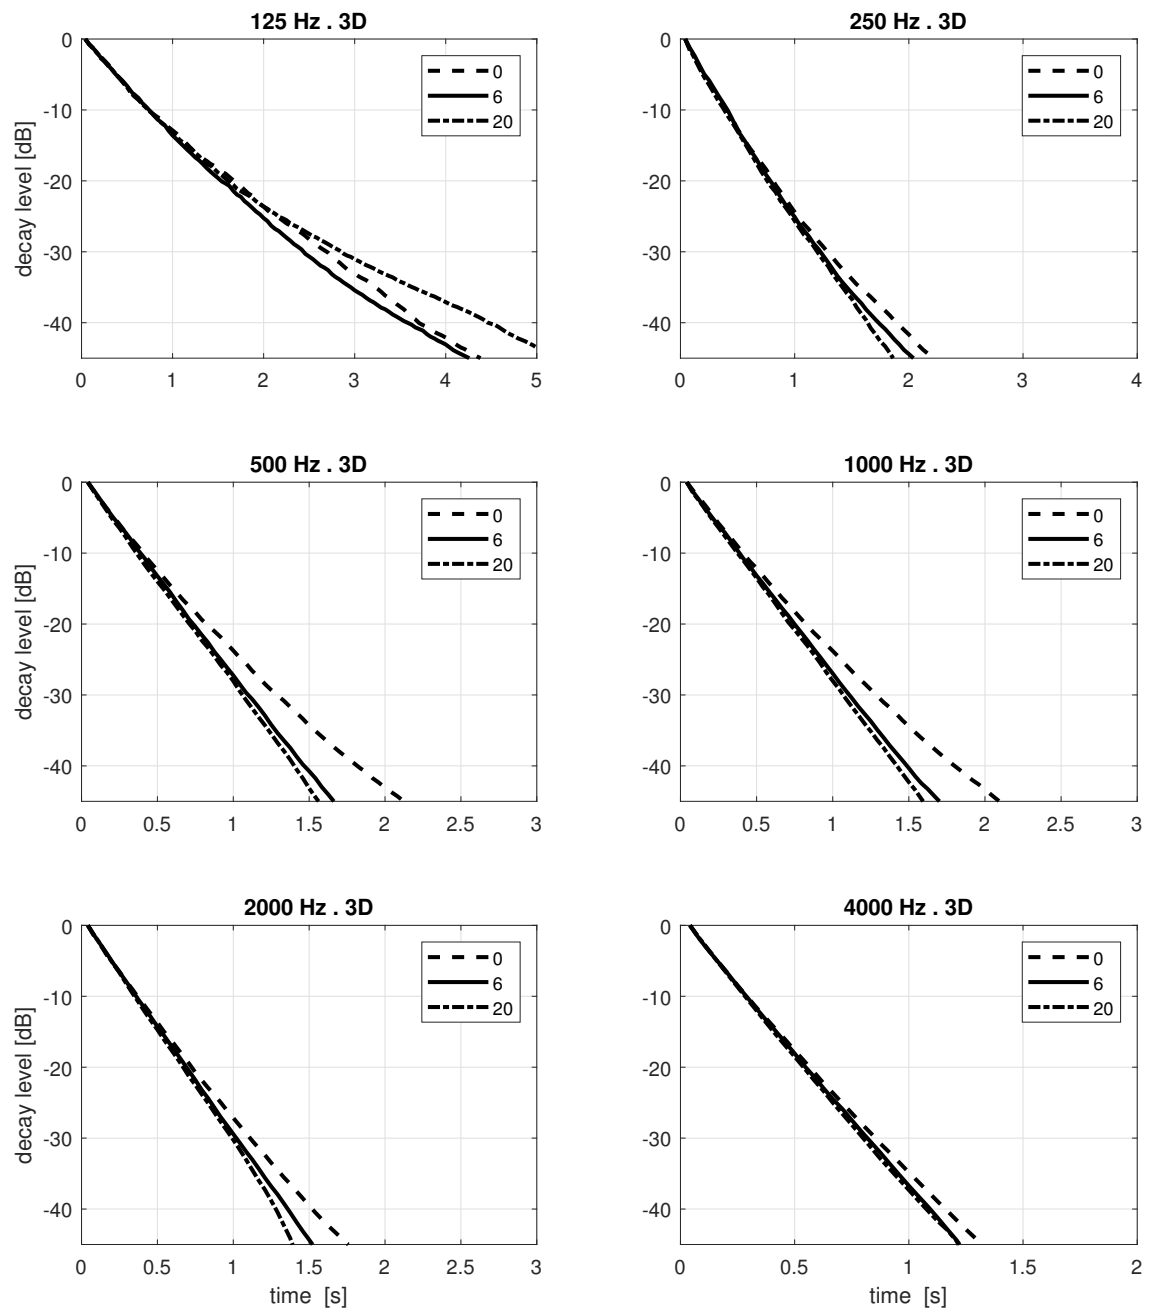 125 Hz . 3D
0
-10
-20
-30
-40
decay level [dB]
0
6
20
0 1 2 3 4 5
250 Hz . 3D
0
-10
-20
-30
-40
0
6
20
0 1 2 3 4
500 Hz . 3D
0
-10
-20
-30
-40
decay level [dB]
0
6
20
0 0.5 1 1.5 2 2.5 3
1000 Hz . 3D
0
-10
-20
-30
-40
0
6
20
0 0.5 1 1.5 2 2.5 3
2000 Hz . 3D
0
-10
-20
-30
-40
decay level [dB]
0
6
20
0 0.5 1 1.5 2 2.5 3
time [s]
4000 Hz . 3D
0
-10
-20
-30
-40
0
6
20
0 0.5 1 1.5 2
time [s]